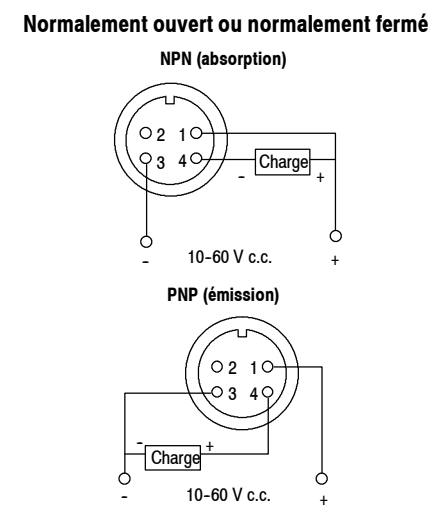 Normalement ouvert ou normalement fermé
NPN (absorption)
2 1
3 4
Charge
- +
- 10-60 V c.c. +
PNP (émission)
2 1
3 4
- +
Charge
- 10-60 V c.c. +